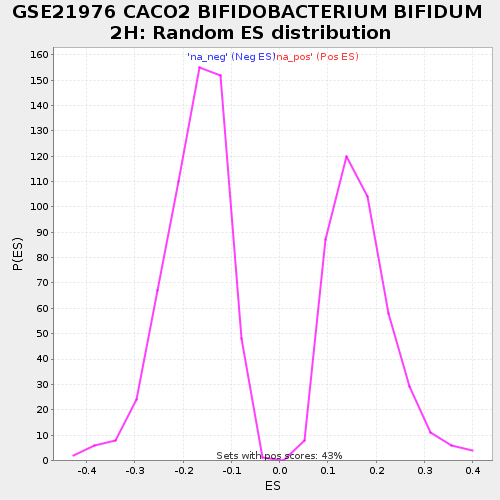 GSE21976 CACO2 BIFIDOBACTERIUM BIFIDUM
2H: Random ES distribution
'na_neg' (Neg ES)na_pos' (Pos ES)
160
150
140
130
120
110
100
90
80
70
60
50
40
30
20
10
0
P(ES)
Sets with pos scores: 43%
-0.4 -0.3 -0.2 -0.1 0.0 0.1 0.2 0.3 0.4
ES